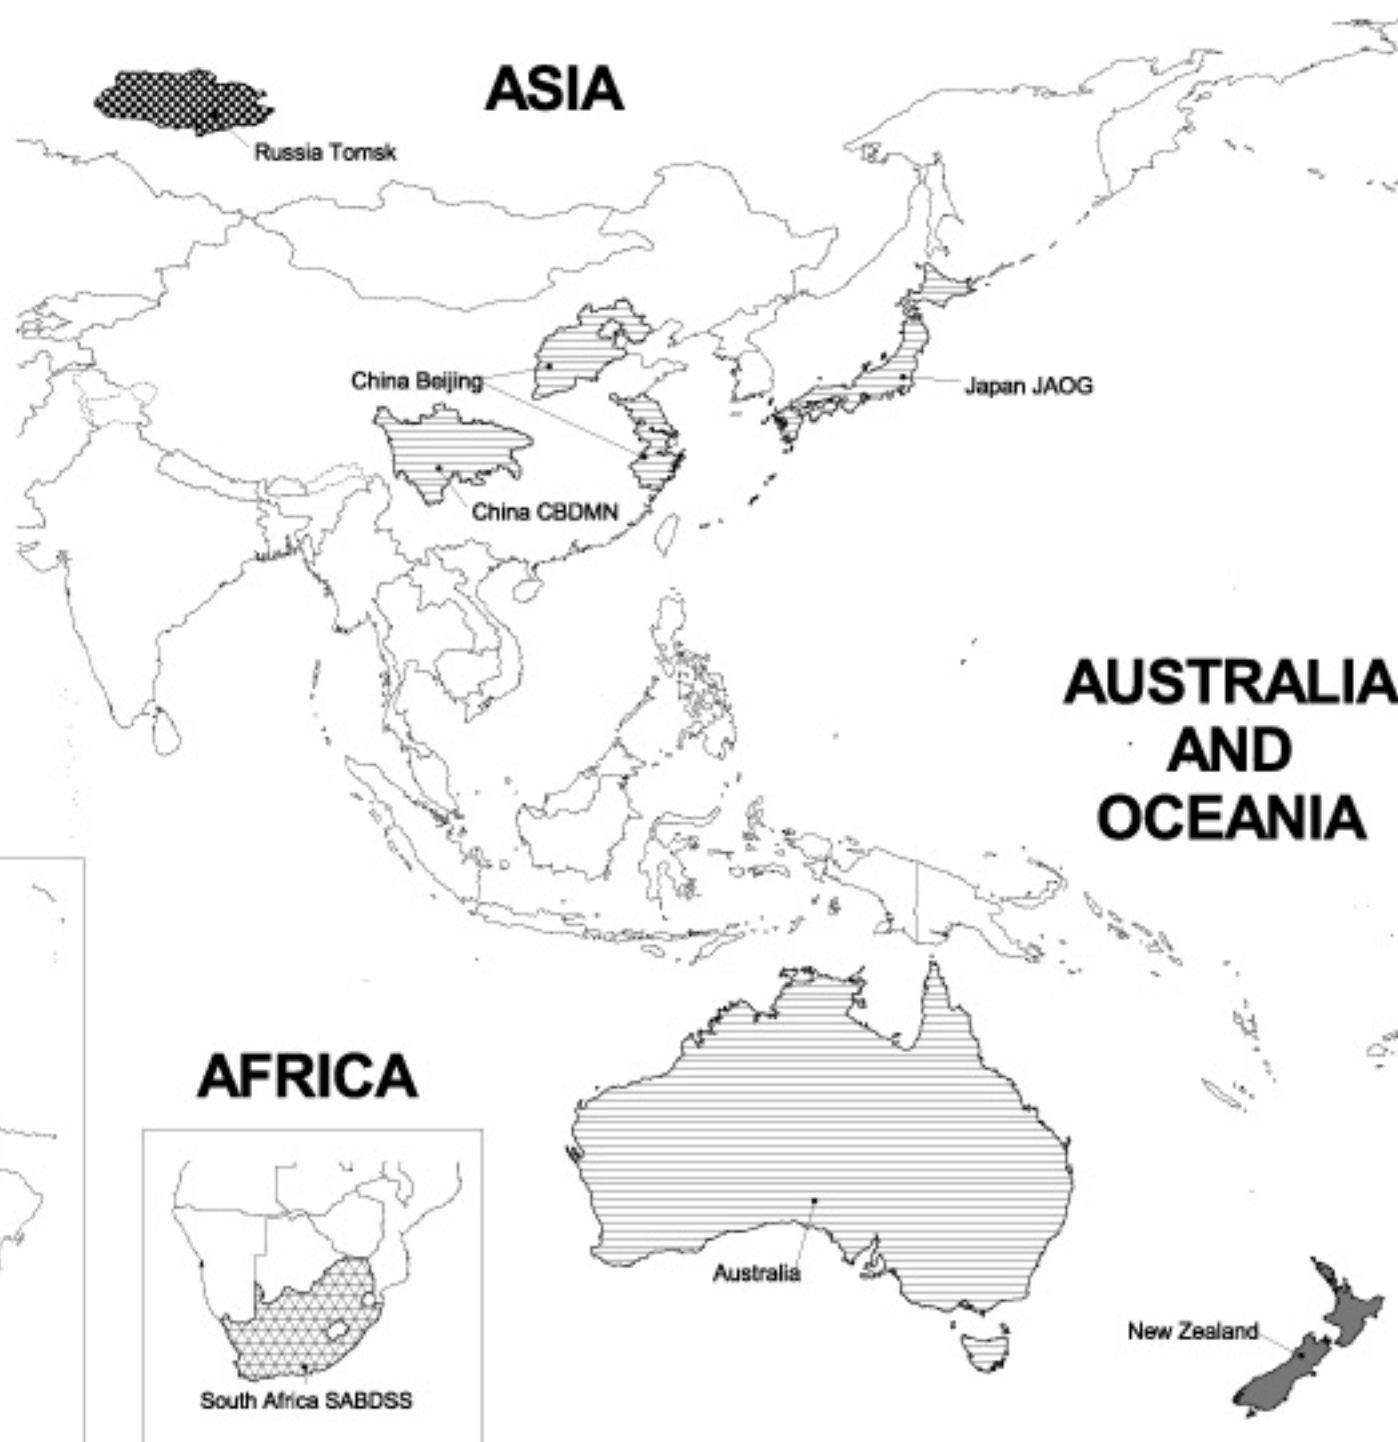 ASIA
Russia Tomsk
China Beijing
Japan JAOG
China CBDMN
AUSTRALIA
AND
OCEANIA
AFRICA
Australia
New Zealand
South Africa SABDSS